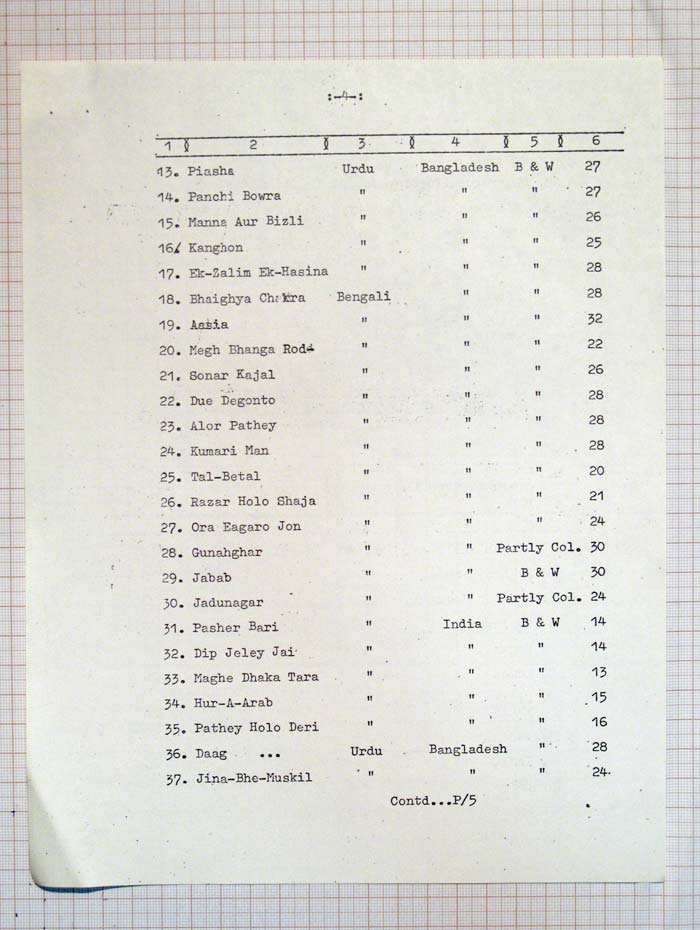 :-4-:
1 2 3 4 5 6
13. Piasha Urdu Bangladesh B & W 27
14. Panchi Bowra " " " 27
15. Manna Aur Bizli " " " 26
16/ Kanghon " " " 25
17. Ek-Zalim Ek-Hasina " " " 28
18. Bhaighya Chakra Bengali " " 28
19. Assia " " " 32
20. Megh Bhanga Rod " " " 22
21. Sonar Kajal " " " 26
22. Due Degonto " " " 28
23. Alor Pathey " " " 28
24. Kumari Man " " " 28
25. Tal-Betal " " " 20
26. Razar Holo Shaja " " " 21
27. Ora Eagaro Jon " " " 24
28. Gunahghar " " Partly Col. 30
29. Jabab " " B & W 30
30. Jadunagar " " Partly Col. 24
31. Pasher Bari " India B & W 14
32. Dip Jeley Jai " " " 14
33. Maghe Dhaka Tara " " " 13
34. Hur-A-Arab " " " 15
35. Pathey Holo Deri " " " 16
36. Daag ... Urdu Bangladesh " 28
37. Jina-Bhe-Muskil " " " 24
Contd...P/5